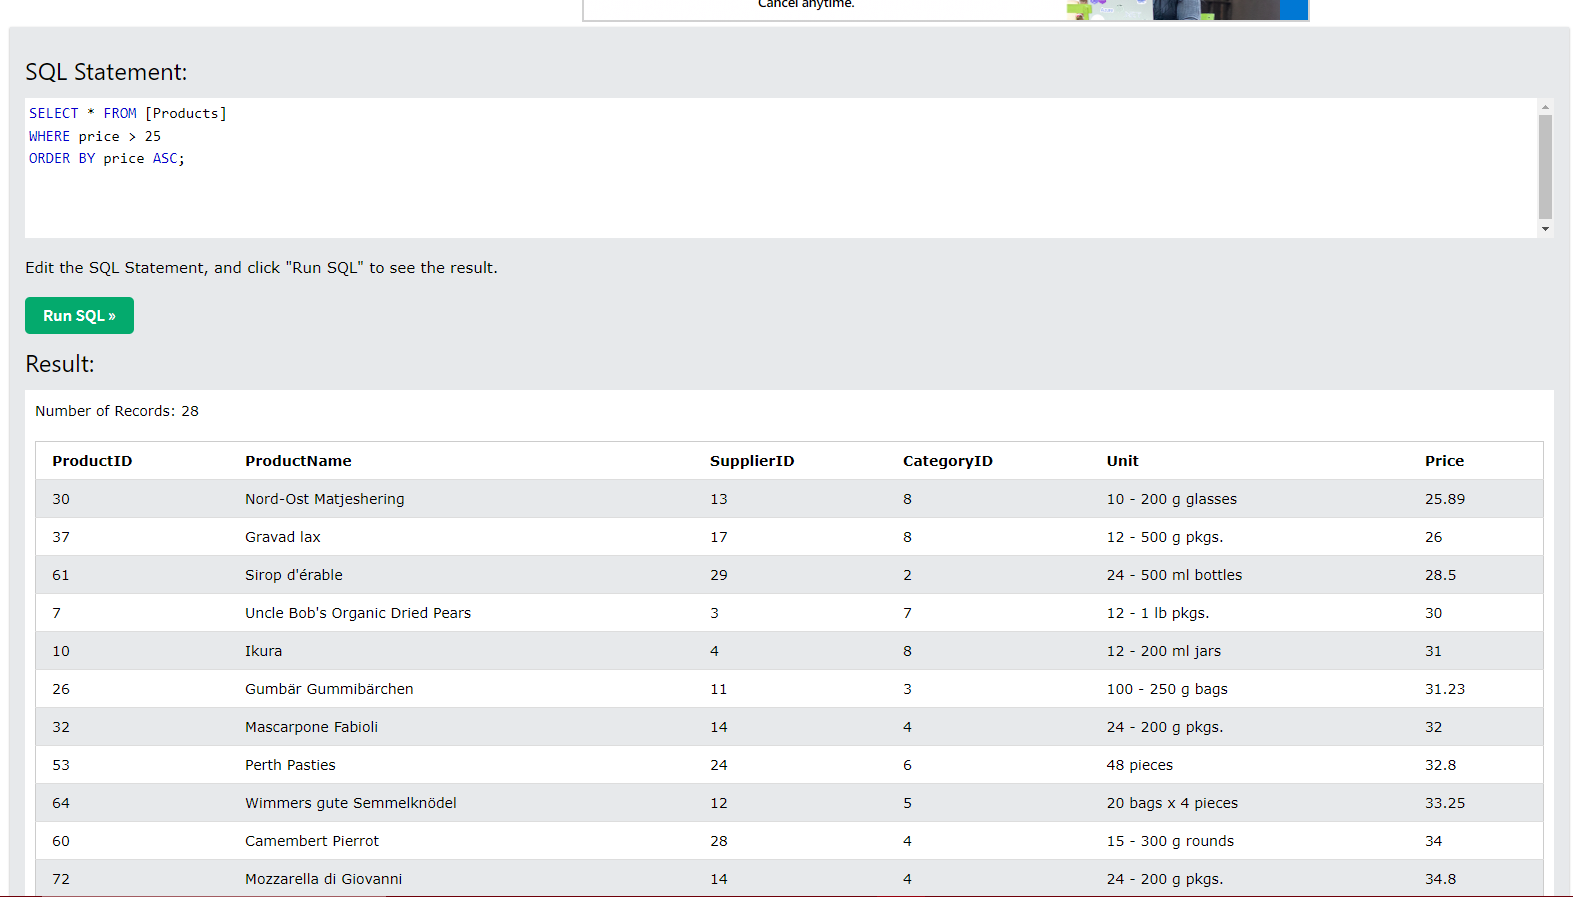 Cancel anytime.
SQL Statement:
SELECT * FROM [Products]
WHERE price > 25
ORDER BY price ASC;
Edit the SQL Statement, and click "Run SQL" to see the result.
Run SQL »
Result:
Number of Records: 28
ProductID ProductName SupplierID CategoryID Unit Price
30 Nord-Ost Matjeshering 13 8 10 - 200 g glasses 25.89
37 Gravad lax 17 8 12 - 500 g pkgs. 26
61 Sirop d'érable 29 2 24 - 500 ml bottles 28.5
7 Uncle Bob's Organic Dried Pears 3 7 12 - 1 lb pkgs. 30
10 Ikura 4 8 12 - 200 ml jars 31
26 Gumbär Gummibärchen 11 3 100 - 250 g bags 31.23
32 Mascarpone Fabioli 14 4 24 - 200 g pkgs. 32
53 Perth Pasties 24 6 48 pieces 32.8
64 Wimmers gute Semmelknödel 12 5 20 bags x 4 pieces 33.25
60 Camembert Pierrot 28 4 15 - 300 g rounds 34
72 Mozzarella di Giovanni 14 4 24 - 200 g pkgs. 34.8